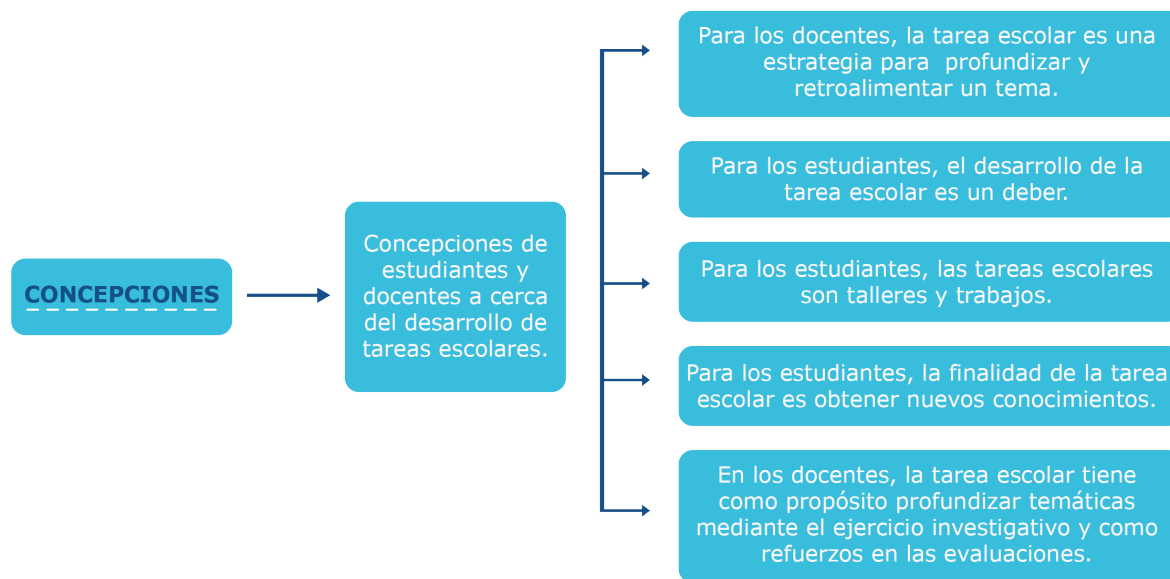 CONCEPCIONES
Concepciones de
estudiantes y
docentes a cerca
del desarrollo de
tareas escolares.
Para los docentes, la tarea escolar es una
estrategia para  profundizar y
retroalimentar un tema.
Para los estudiantes, el desarrollo de la
tarea escolar es un deber.
Para los estudiantes, las tareas escolares
son talleres y trabajos.
Para los estudiantes, la finalidad de la tarea
escolar es obtener nuevos conocimientos.
En los docentes, la tarea escolar tiene
como propósito profundizar temáticas
mediante el ejercicio investigativo y como
refuerzos en las evaluaciones.